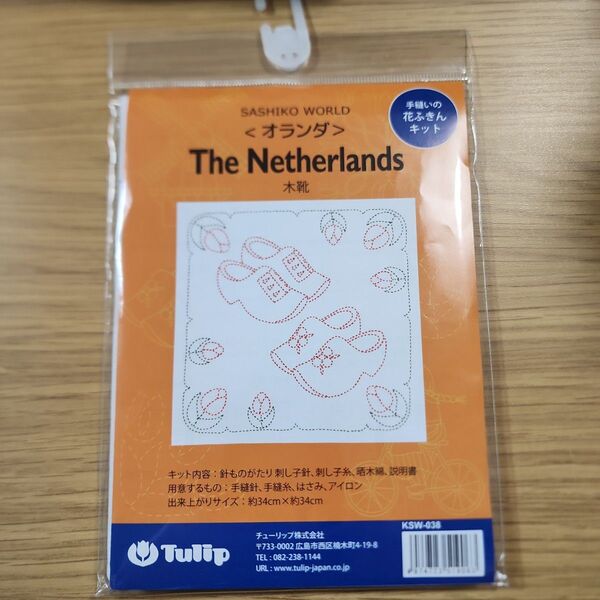 SASHIKO WORLD
<オランダ>
The Netherlands
木靴
手縫いの
花ふきん
キット
キット内容：針ものがたり刺し子針、刺し子糸、晒木綿、説明書
用意するもの：手縫針、手縫糸、はさみ、アイロン
出来上がりサイズ：約34cm×約34cm
Tulip
チューリップ株式会社
〒733-0002 広島市西区楠木町4-19-8
TEL：082-238-1144
URL：www.tulip-japan.co.jp
KSW-038